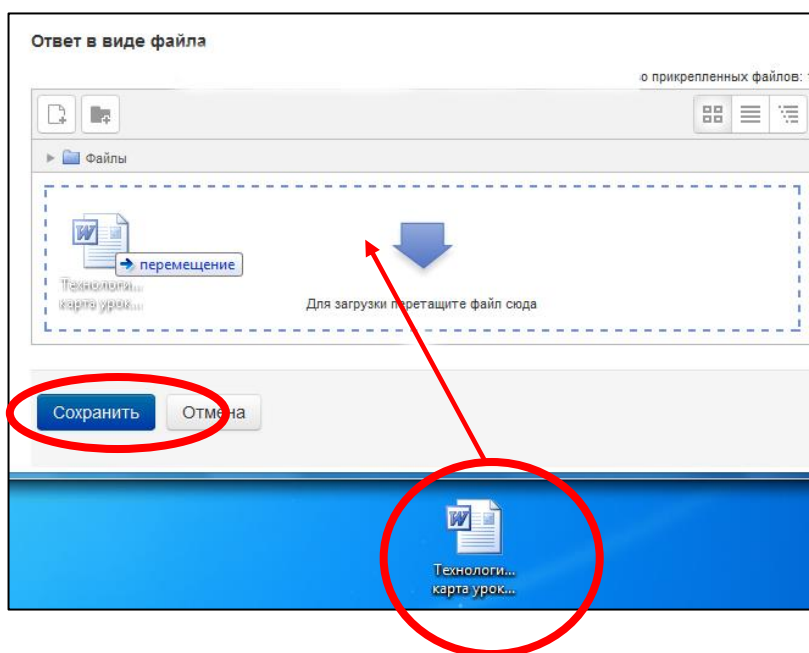 Ответ в виде файла
о прикрепленных файлов:
Файлы
перемещение
Технологи...
карта урок...
Для загрузки перетащите файл сюда
Сохранить
Отмена
Технологи...
карта урок...